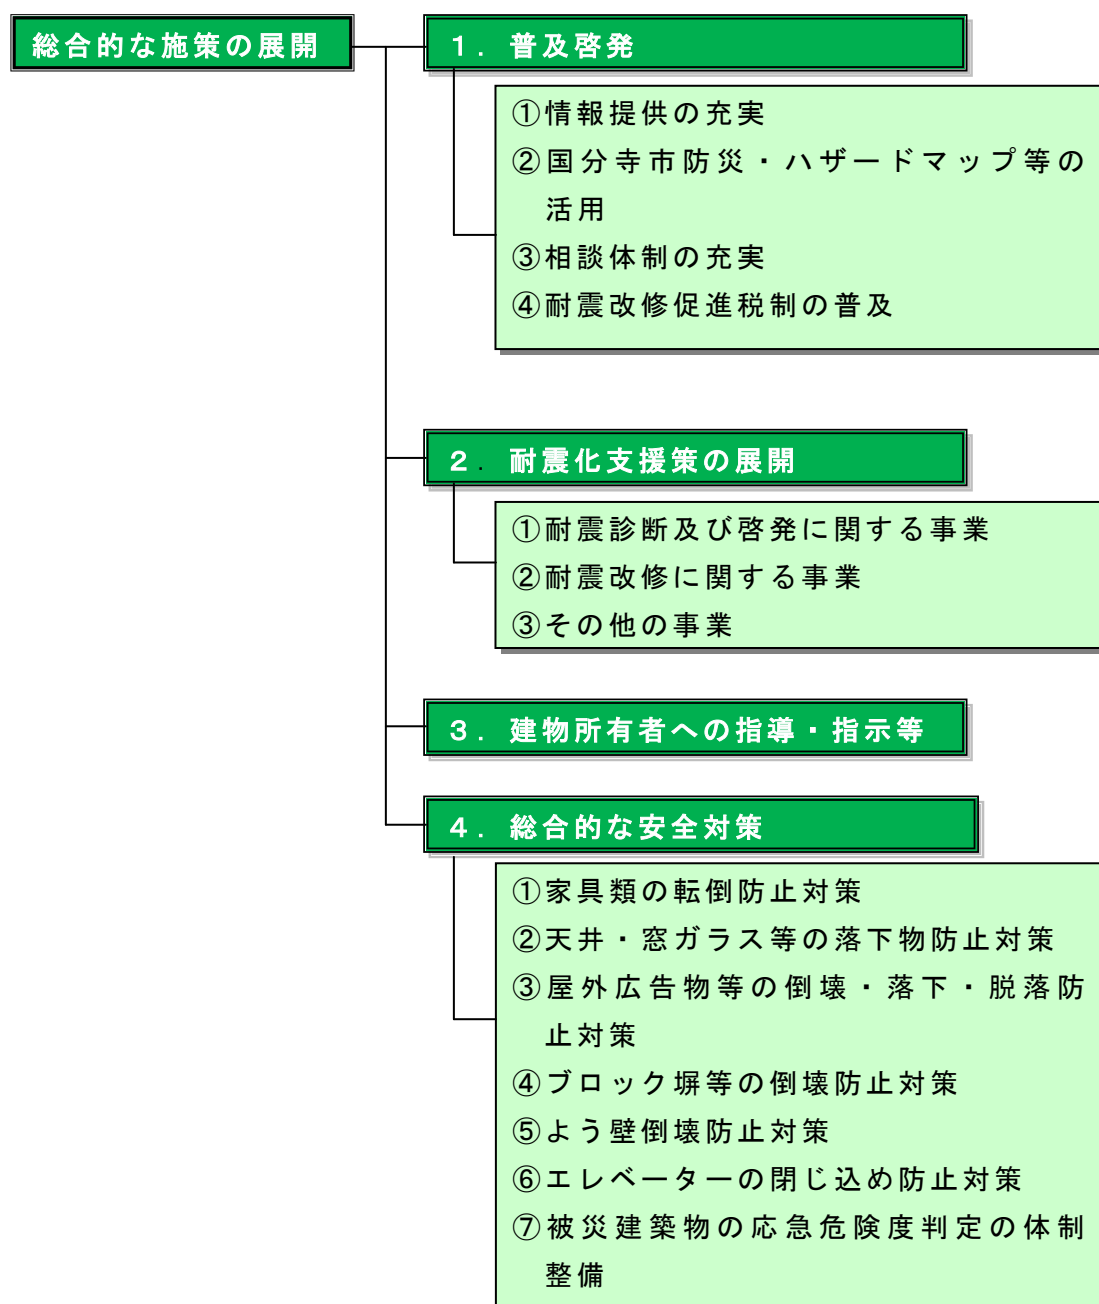 総合的な施策の展開
１．普及啓発
①情報提供の充実
②国分寺市防災・ハザードマップ等の
活用
③相談体制の充実
④耐震改修促進税制の普及
２．耐震化支援策の展開
①耐震診断及び啓発に関する事業
②耐震改修に関する事業
③その他の事業
３．建物所有者への指導・指示等
４．総合的な安全対策
①家具類の転倒防止対策
②天井・窓ガラス等の落下物防止対策
③屋外広告物等の倒壊・落下・脱落防
止対策
④ブロック塀等の倒壊防止対策
⑤よう壁倒壊防止対策
⑥エレベーターの閉じ込め防止対策
⑦被災建築物の応急危険度判定の体制
整備